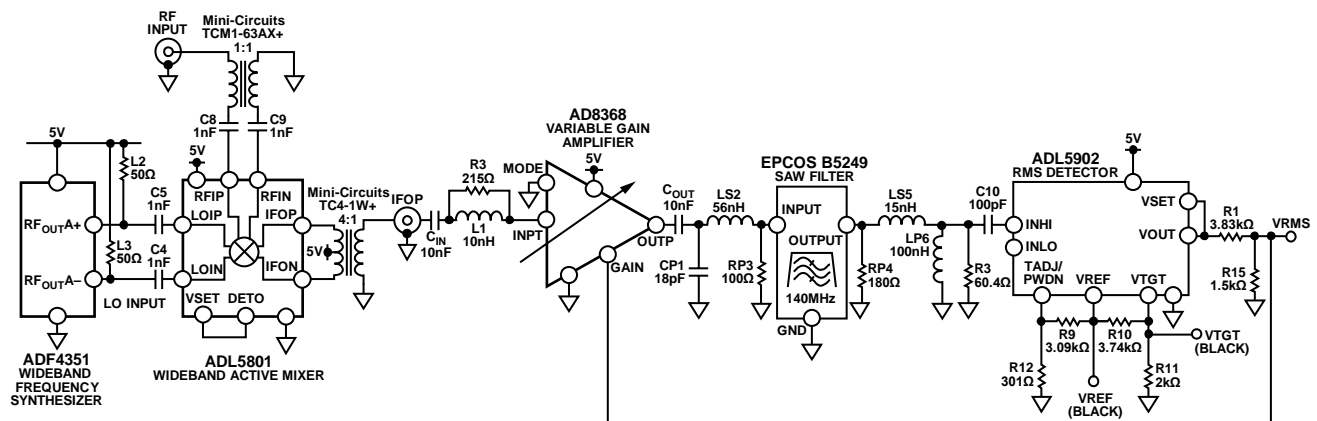 RF
INPUT
Mini-Circuits
TCM1-63AX+
1:1
C8
1nF
C9
1nF
5V
L2
50Ω
L3
50Ω
C5
1nF
C4
1nF
RFOUTA+
RFOUTA–
LO INPUT
ADF4351
WIDEBAND
FREQUENCY
SYNTHESIZER
5V
RFIP
RFIN
LOIP
IFOP
LOIN
IFON
VSET
DETO
ADL5801
WIDEBAND ACTIVE MIXER
Mini-Circuits
TC4-1W+
4:1
5V
IFOP
CIN
10nF
R3
215Ω
L1
10nH
AD8368
VARIABLE GAIN
AMPLIFIER
MODE
5V
INPT
OUTP
GAIN
COUT
10nF
LS2
56nH
CP1
18pF
RP3
100Ω
EPCOS B5249
SAW FILTER
INPUT
OUTPUT
140MHz
GND
LS5
15nH
RP4
180Ω
LP6
100nH
C10
100pF
R3
60.4Ω
5V
ADL5902
RMS DETECTOR
VSET
INHI
VOUT
INLO
TADJ/
PWDN
VREF
VTGT
R1
3.83kΩ
VRMS
R15
1.5kΩ
R9
3.09kΩ
R10
3.74kΩ
VTGT
(BLACK)
R12
301Ω
R11
2kΩ
VREF
(BLACK)